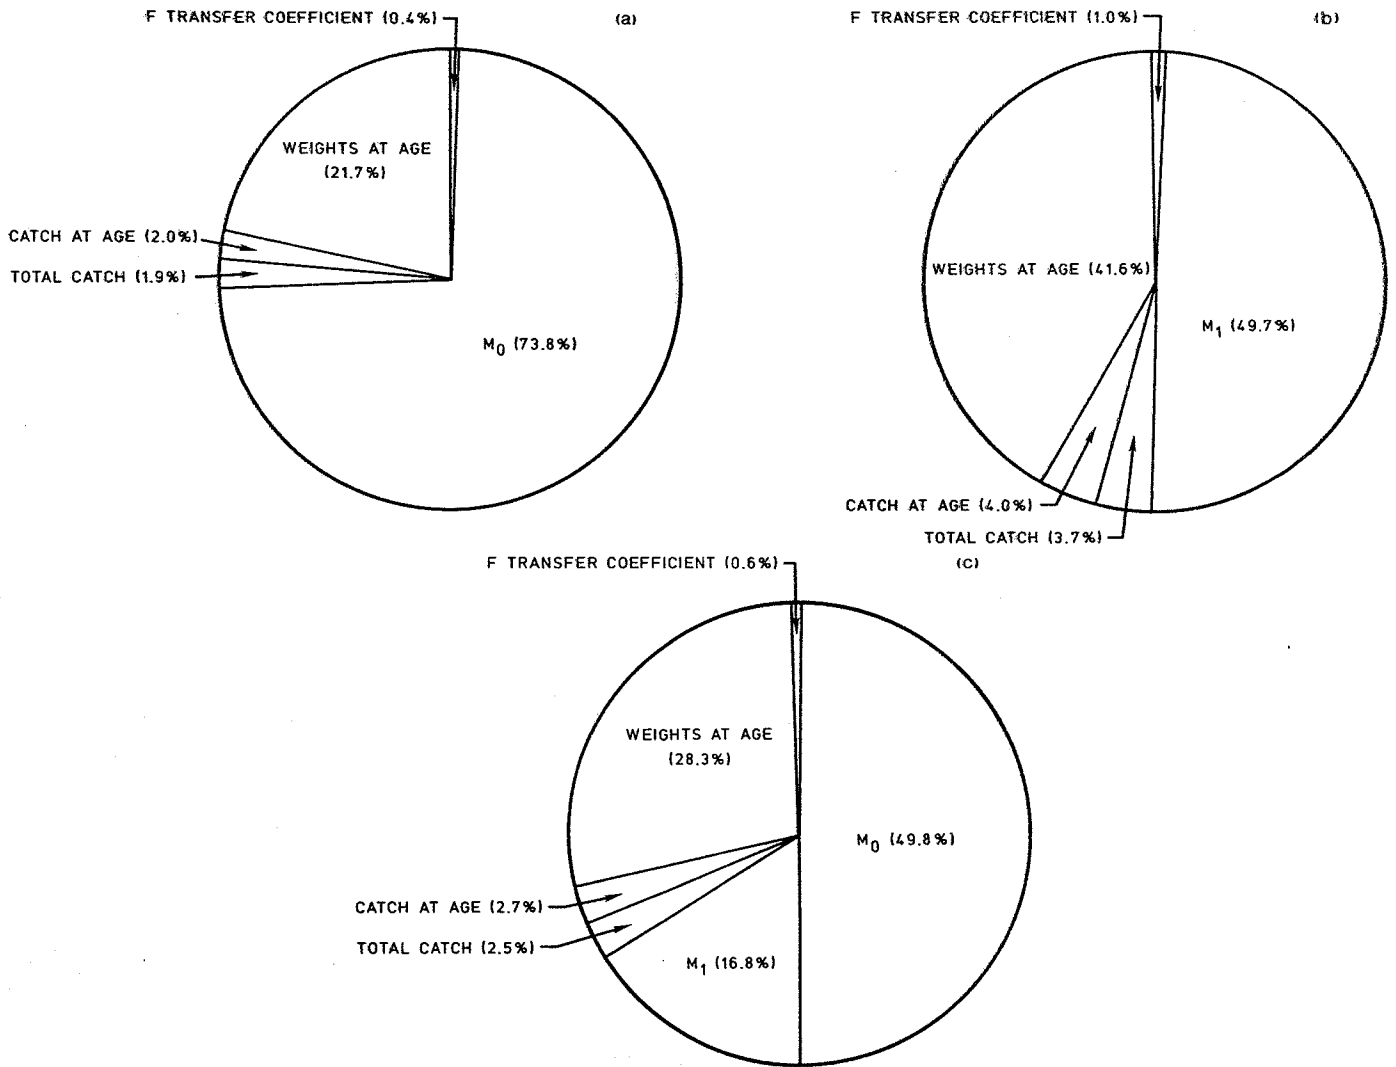 F TRANSFER COEFFICIENT (0.4%)
(a)
WEIGHTS AT AGE
(21.7%)
CATCH AT AGE (2.0%)
TOTAL CATCH (1.9%)
M0 (73.8%)
F TRANSFER COEFFICIENT (1.0%)
(b)
WEIGHTS AT AGE (41.6%)
M1 (49.7%)
CATCH AT AGE (4.0%)
TOTAL CATCH (3.7%)
F TRANSFER COEFFICIENT (0.6%)
(c)
WEIGHTS AT AGE
(28.3%)
M0 (49.8%)
CATCH AT AGE (2.7%)
TOTAL CATCH (2.5%)
M1 (16.8%)